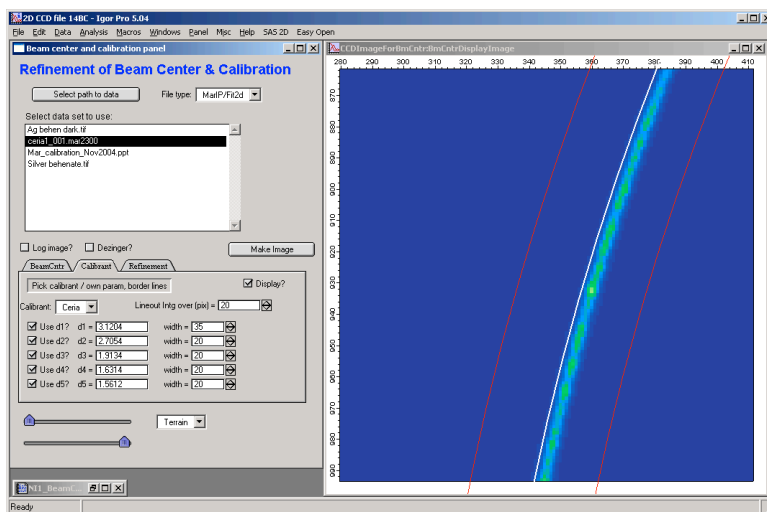 2D CCD file 14BC - Igor Pro 5.04
File Edit Data Analysis Macros Windows Panel Misc Help SAS 2D Easy Open
Beam center and calibration panel
Refinement of Beam Center & Calibration
Select path to data File type: MarIP/Fit2d
Select data set to use:
Ag behen dark.tif
ceria1_001.mar2300
Mar_calibration_Nov2004.ppt
Silver behenate.tif
Log image? Dezinger? Make Image
BeamCntr Calibrant Refinement
Pick calibrant / own param, border lines Display?
Calibrant: Ceria Lineout Intg over (pix) = 20
Use d1? d1 = 3.1204 width = 35
Use d2? d2 = 2.7054 width = 20
Use d3? d3 = 1.9134 width = 20
Use d4? d4 = 1.6314 width = 20
Use d5? d5 = 1.5612 width = 20
Terrain
NI1_BeamC...
Ready
CCDImageForBmCntr:BmCntrDisplayImage
280 290 300 310 320 330 340 350 360 370 380 390 400 410
870
880
890
900
910
920
930
940
950
960
970
980
990